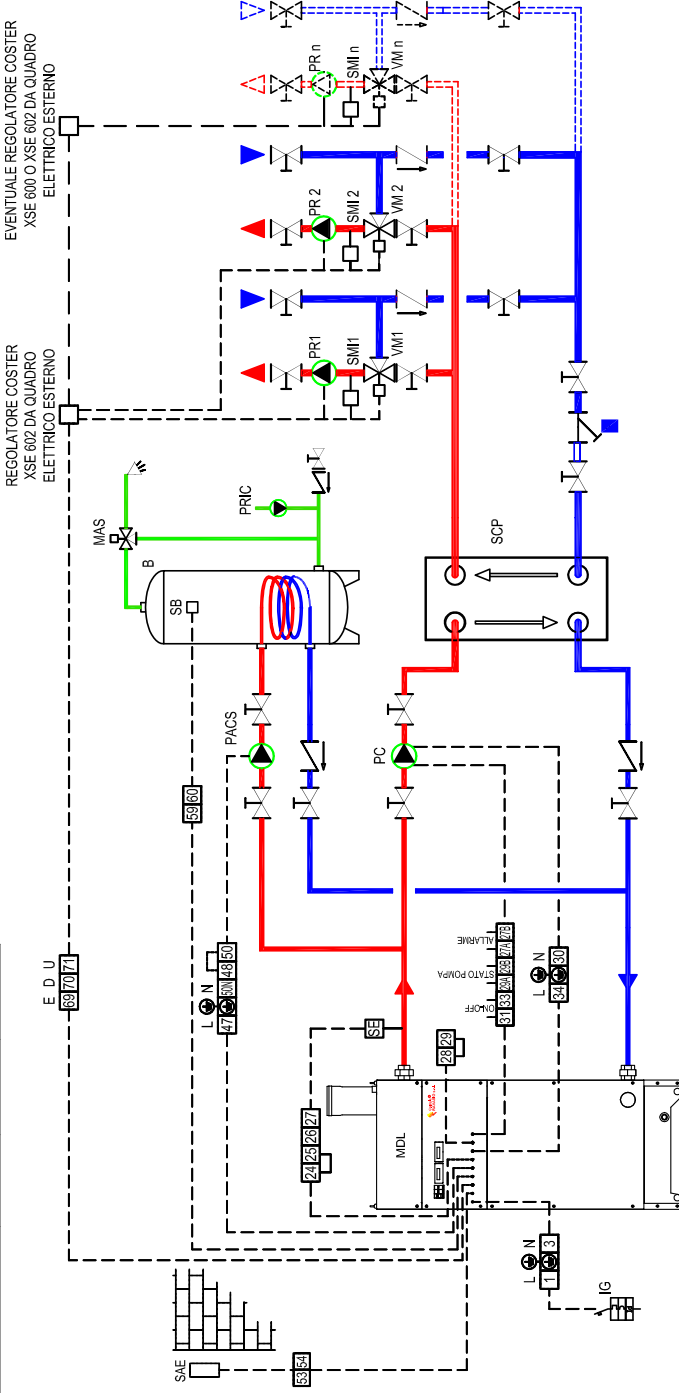 EVENTUALE REGOLATORE COSTER
XSE 600 O XSE 602 DA QUADRO
ELETTRICO ESTERNO
REGOLATORE COSTER
XSE 602 DA QUADRO
ELETTRICO ESTERNO
PR n
SMI n
VM n
PR 2
SMI 2
VM 2
PR1
SMI1
VM1
MAS
B
SB
PRIC
SCP
PACS
PC
59 60
E D U
69 70 71
L N
47 50N 48 50
SE
24 25 26 27
28 29
ON-OFF
STATO POMPA
ALLARME
31 33 29A 29B 27A 27B
L N
34 30
MDL
L N
1 3
IG
SAE
53 54